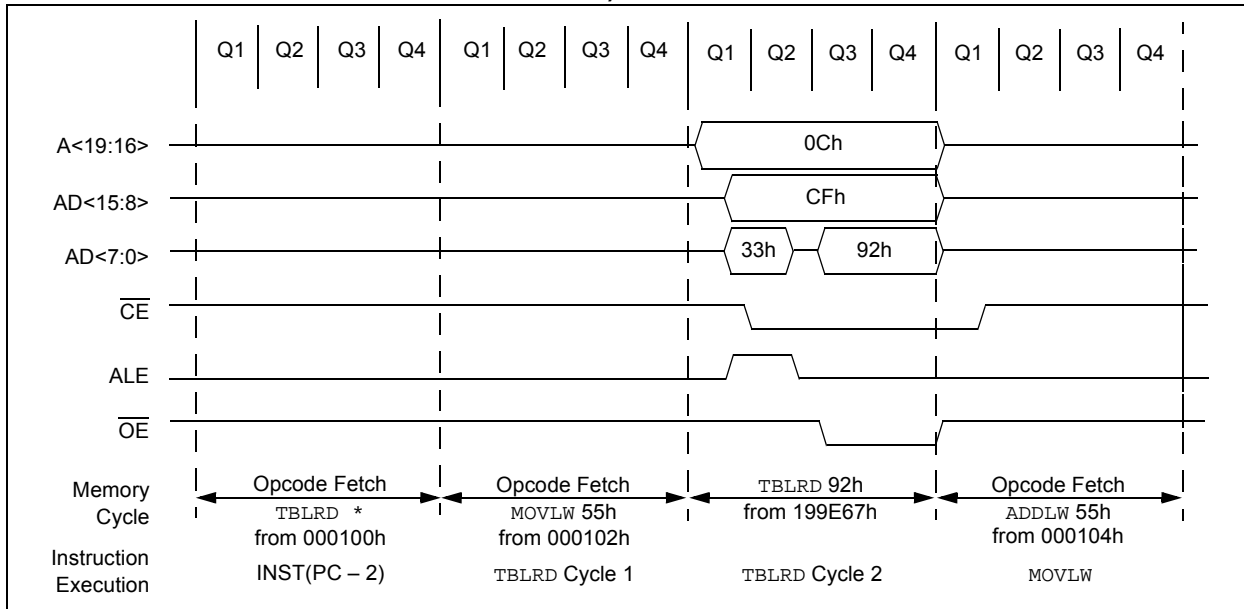 Q1 Q2 Q3 Q4 Q1 Q2 Q3 Q4 Q1 Q2 Q3 Q4 Q1 Q2 Q3 Q4
A<19:16> 0Ch
AD<15:8> CFh
AD<7:0> 33h 92h
CE
ALE
OE
Memory Cycle
Opcode Fetch
TBLRD *
from 000100h
Opcode Fetch
MOVLW 55h
from 000102h
TBLRD 92h
from 199E67h
Opcode Fetch
ADDLW 55h
from 000104h
Instruction
Execution
INST(PC – 2)
TBLRD Cycle 1
TBLRD Cycle 2
MOVLW